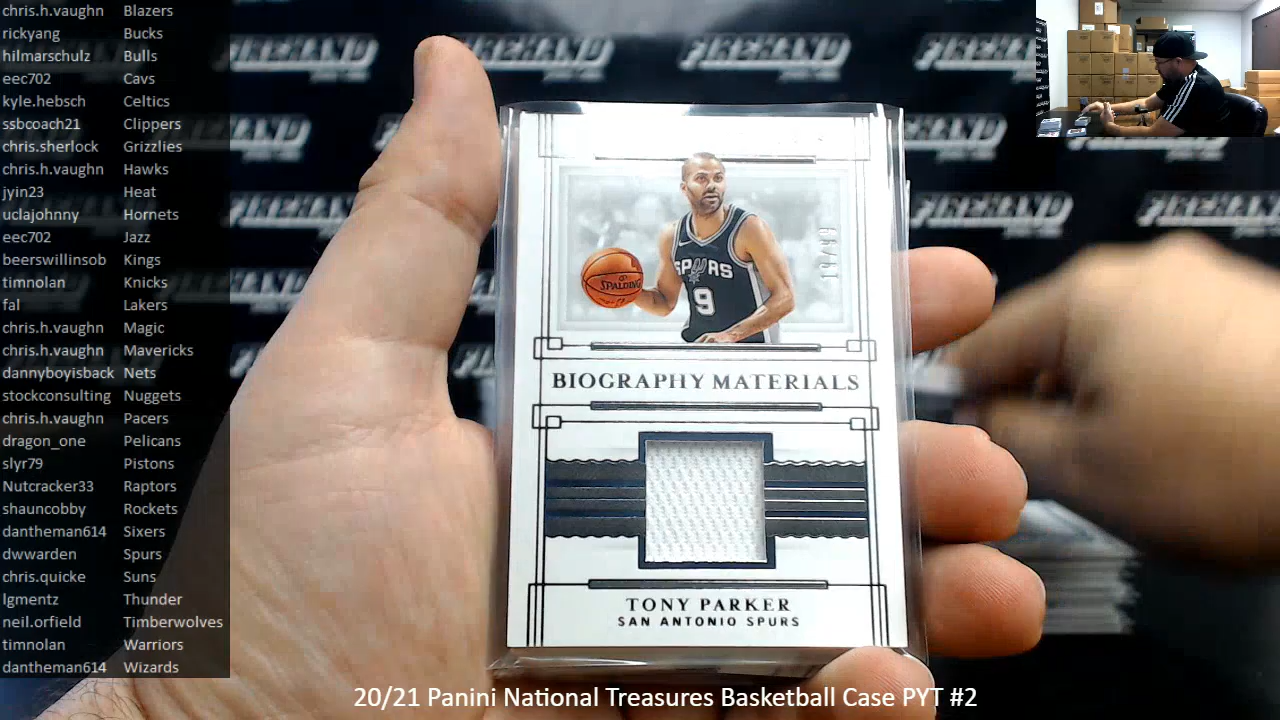 chris.h.vaughn Blazers
rickyang Bucks
hilmarschulz Bulls
eec702 Cavs
kyle.hebsch Celtics
ssbcoach21 Clippers
chris.sherlock Grizzlies
chris.h.vaughn Hawks
jyin23 Heat
uclajohnny Hornets
eec702 Jazz
beerswillinsob Kings
timnolan Knicks
fal Lakers
chris.h.vaughn Magic
chris.h.vaughn Mavericks
dannyboyisback Nets
stockconsulting Nuggets
chris.h.vaughn Pacers
dragon_one Pelicans
slyr79 Pistons
Nutcracker33 Raptors
shauncobby Rockets
dantheman614 Sixers
dwwarden Spurs
chris.quicke Suns
lgmentz Thunder
neil.orfield Timberwolves
timnolan Warriors
dantheman614 Wizards
FIREHAND
FIREHAND
FIREHAND
SPALDING
SPURS
9
BIOGRAPHY MATERIALS
TONY PARKER
SAN ANTONIO SPURS
20/21 Panini National Treasures Basketball Case PYT #2